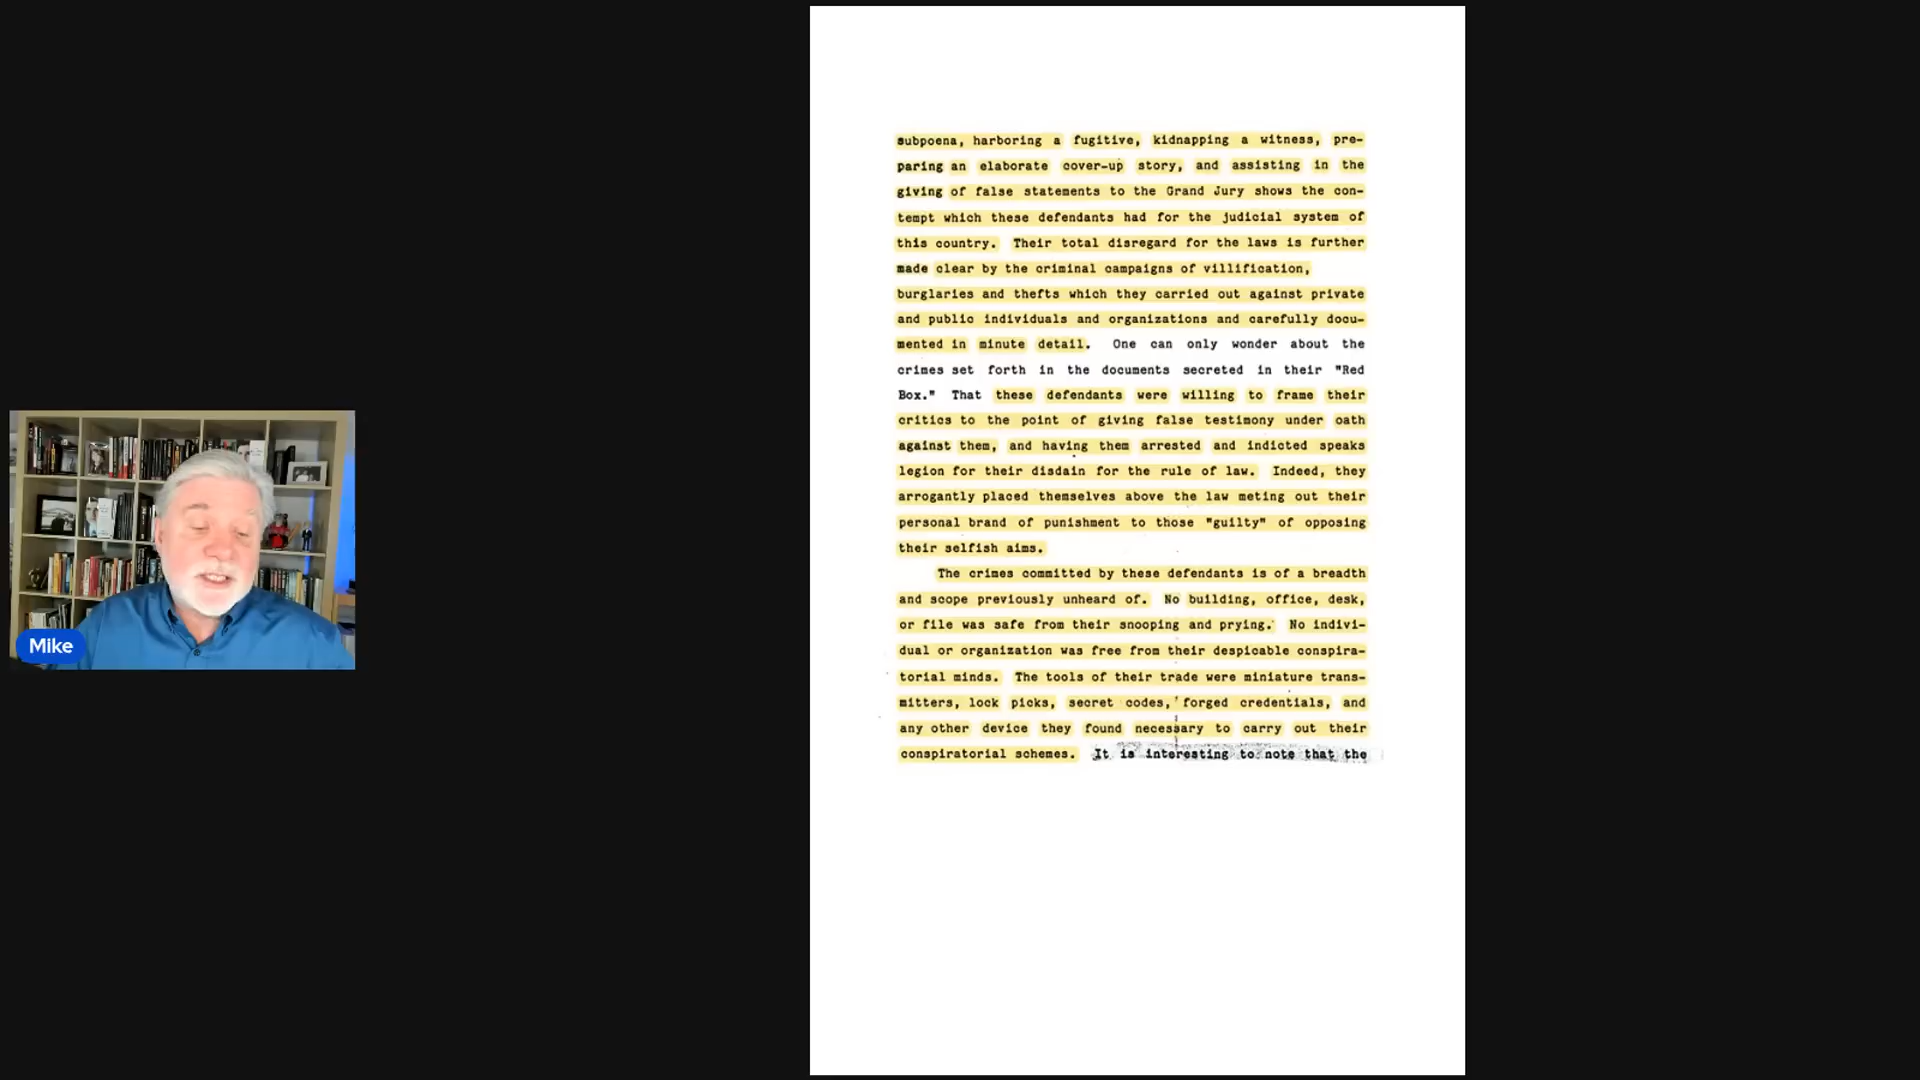 subpoena, harboring a fugitive, kidnapping a witness, pre-
paring an elaborate cover-up story, and assisting in the
giving of false statements to the Grand Jury shows the con-
tempt which these defendants had for the judicial system of
this country. Their total disregard for the laws is further
made clear by the criminal campaigns of villification,
burglaries and thefts which they carried out against private
and public individuals and organizations and carefully docu-
mented in minute detail. One can only wonder about the
crimes set forth in the documents secreted in their "Red
Box." That these defendants were willing to frame their
critics to the point of giving false testimony under oath
against them, and having them arrested and indicted speaks
legion for their disdain for the rule of law. Indeed, they
arrogantly placed themselves above the law meting out their
personal brand of punishment to those "guilty" of opposing
their selfish aims.
The crimes committed by these defendants is of a breadth
and scope previously unheard of. No building, office, desk,
or file was safe from their snooping and prying. No indivi-
dual or organization was free from their despicable conspira-
torial minds. The tools of their trade were miniature trans-
mitters, lock picks, secret codes, forged credentials, and
any other device they found necessary to carry out their
conspiratorial schemes. It is interesting to note that the
Mike